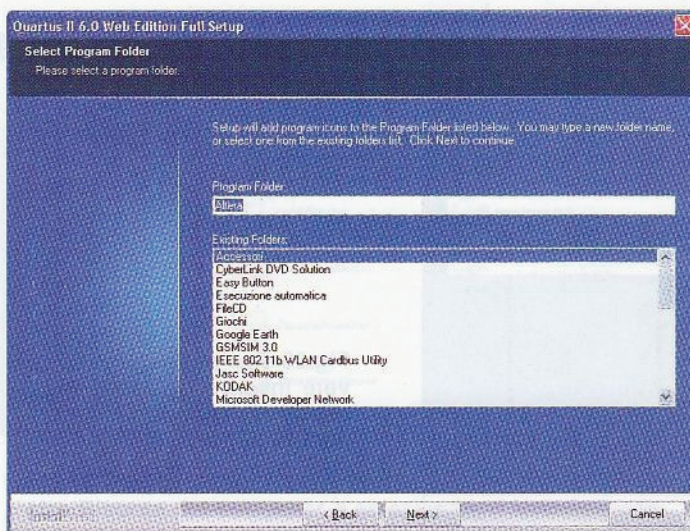 Quartus II 6.0 Web Edition Full Setup
Select Program Folder
Please select a program folder.
Setup will add program icons to the Program Folder listed below. You may type a new folder name,
or select one from the existing folders list. Click Next to continue.
Program Folder:
Altera
Existing Folders:
Accessori
CyberLink DVD Solution
Easy Button
Esecuzione automatica
FileCD
Giochi
Google Earth
GSMSIM 3.0
IEEE 802.11b WLAN Cardbus Utility
Jasc Software
KODAK
Microsoft Developer Network
< Back
Next >
Cancel